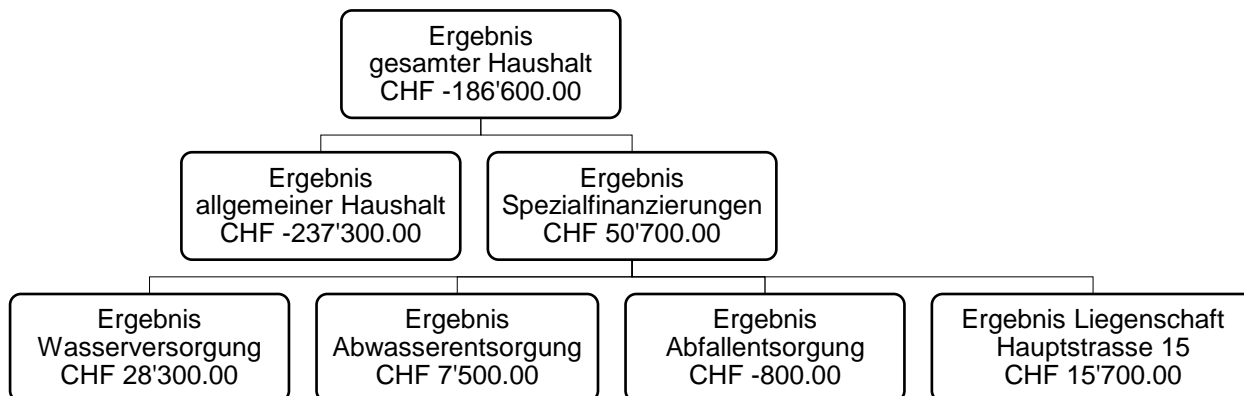 Ergebnis
gesamter Haushalt
CHF -186'600.00
Ergebnis
allgemeiner Haushalt
CHF -237'300.00
Ergebnis
Spezialfinanzierungen
CHF 50'700.00
Ergebnis
Wasserversorgung
CHF 28'300.00
Ergebnis
Abwasserentsorgung
CHF 7'500.00
Ergebnis
Abfallentsorgung
CHF -800.00
Ergebnis Liegenschaft
Hauptstrasse 15
CHF 15'700.00